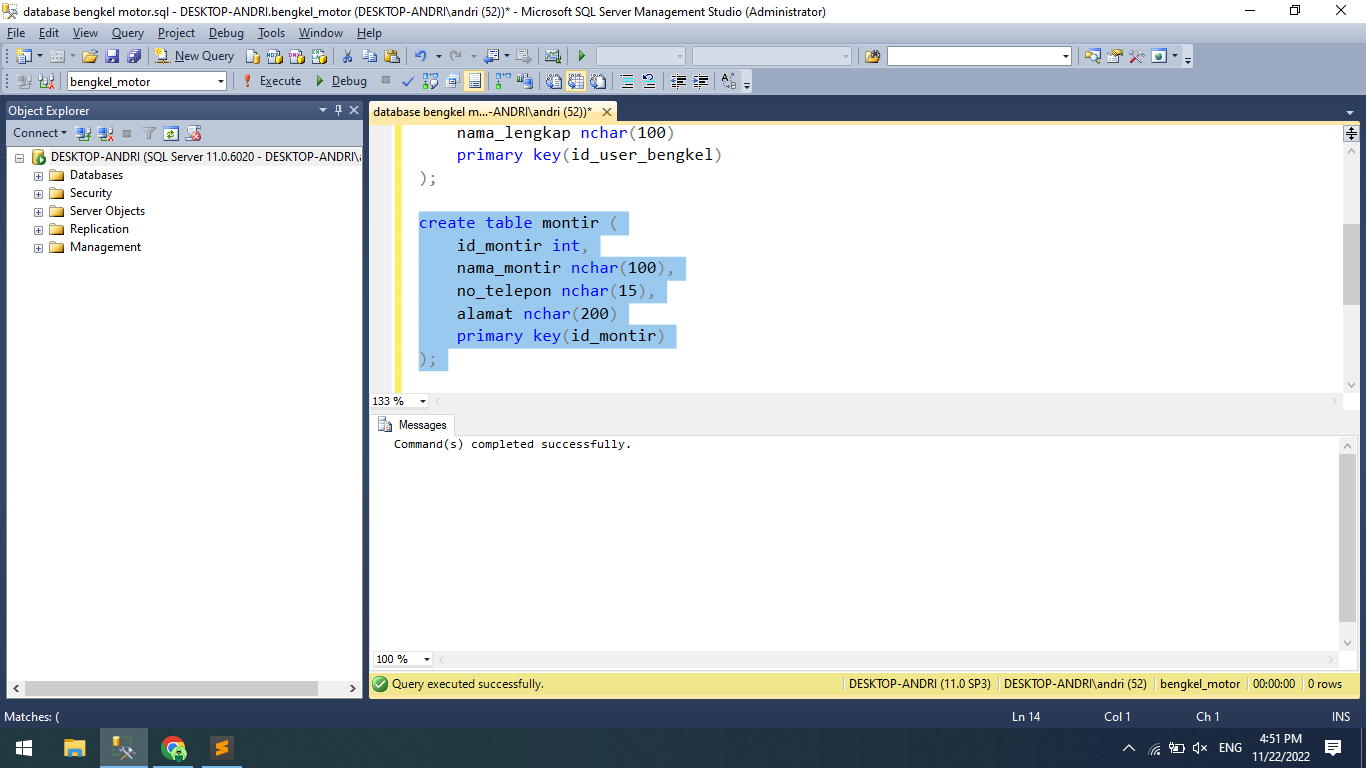 database bengkel motor.sql - DESKTOP-ANDRI.bengkel_motor (DESKTOP-ANDRI\andri (52))* - Microsoft SQL Server Management Studio (Administrator)
File Edit View Query Project Debug Tools Window Help
New Query
bengkel_motor Execute Debug
Object Explorer
Connect
DESKTOP-ANDRI (SQL Server 11.0.6020 - DESKTOP-ANDRI\
Databases
Security
Server Objects
Replication
Management
database bengkel m...-ANDRI\andri (52))*
nama_lengkap nchar(100)
primary key(id_user_bengkel)
);
create table montir (
id_montir int,
nama_montir nchar(100),
no_telepon nchar(15),
alamat nchar(200)
primary key(id_montir)
);
133 %
Messages
Command(s) completed successfully.
100 %
Query executed successfully. DESKTOP-ANDRI (11.0 SP3) DESKTOP-ANDRI\andri (52) bengkel_motor 00:00:00 0 rows
Matches: ( Ln 14 Col 1 Ch 1 INS
ENG
4:51 PM
11/22/2022